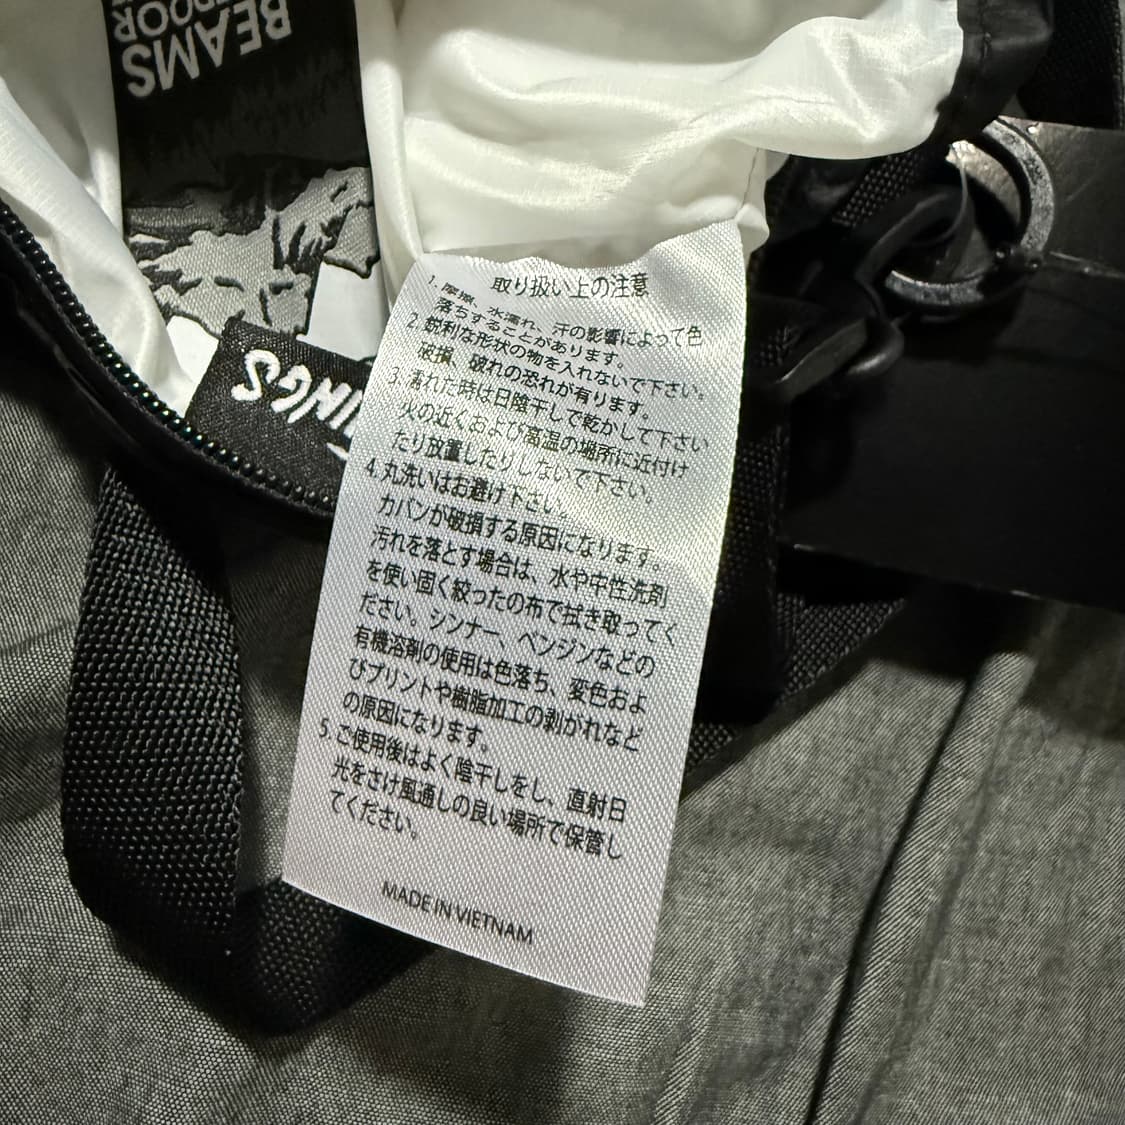 BEAMS
DOOR
INGS
取り扱い上の注意
1. 摩擦、水濡れ、汗の影響によって色
落ちすることがあります。
2. 鋭利な形状の物を入れないで下さい。
破損、破れの恐れが有ります。
3. 濡れた時は日陰干しで乾かして下さい
火の近くおよび高温の場所に近付け
たり放置したりしないで下さい。
4. 丸洗いはお避け下さい。
カバンが破損する原因になります。
汚れを落とす場合は、水や中性洗剤
を使い固く絞ったの布で拭き取ってく
ださい。シンナー、ベンジンなどの
有機溶剤の使用は色落ち、変色およ
びプリントや樹脂加工の剥がれなど
の原因になります。
5. ご使用後はよく陰干しをし、直射日
光をさけ風通しの良い場所で保管し
てください。
MADE IN VIETNAM